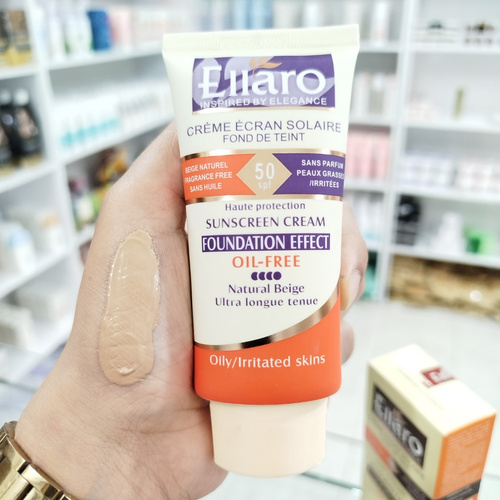 Ellaro
INSPIRED BY ELEGANCE
CRÈME ÉCRAN SOLAIRE
FOND DE TEINT
BEIGE NATUREL
FRAGRANCE FREE
SANS HUILE
50
spf
SANS PARFUM
PEAUX GRASSES
/IRRITÉES
Haute protection
SUNSCREEN CREAM
FOUNDATION EFFECT
OIL-FREE
Natural Beige
Ultra longue tenue
Oily/Irritated skins
Ellaro